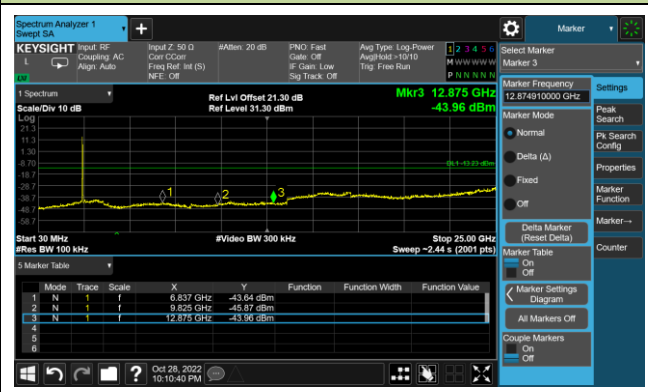 Spectrum Analyzer 1
Swept SA
+
Marker
KEYSIGHT
L
Input: RF
Coupling: AC
Align: Auto
Input Z: 50 Ω
Corr CCorr
Freq Ref: Int (S)
NFE: Off
#Atten: 20 dB
PNO: Fast
Gate: Off
IF Gain: Low
Sig Track: Off
Avg Type: Log-Power
Avg|Hold:>10/10
Trig: Free Run
1 2 3 4 5 6
M W W W W W
P N N N N N
Select Marker
Marker 3
1 Spectrum
Scale/Div 10 dB
Ref Lvl Offset 21.30 dB
Ref Level 31.30 dBm
Mkr3 12.875 GHz
-43.96 dBm
Log
21.3
11.3
1.30
-8.70
-18.7
-28.7
-38.7
-48.7
-58.7
DL1 -13.23 dBm
1
2
3
Start 30 MHz
#Res BW 100 kHz
#Video BW 300 kHz
Stop 25.00 GHz
Sweep ~2.44 s (2001 pts)
5 Marker Table
Mode Trace Scale X Y Function Function Width Function Value
1 N 1 f 6.837 GHz -43.64 dBm
2 N 1 f 9.825 GHz -45.87 dBm
3 N 1 f 12.875 GHz -43.96 dBm
4
5
6
Marker Frequency
12.874910000 GHz
Marker Mode
Normal
Delta (Δ)
Fixed
Off
Delta Marker
(Reset Delta)
Marker Table
On
Off
Marker Settings
Diagram
All Markers Off
Couple Markers
On
Off
Settings
Peak
Search
Pk Search
Config
Properties
Marker
Function
Marker→
Counter
?
Oct 28, 2022
10:10:40 PM